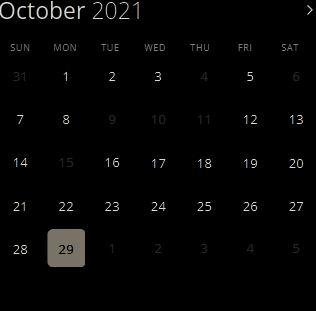 October 2021
SUN MON TUE WED THU FRI SAT
31 1 2 3 4 5 6
7 8 9 10 11 12 13
14 15 16 17 18 19 20
21 22 23 24 25 26 27
28 29 1 2 3 4 5